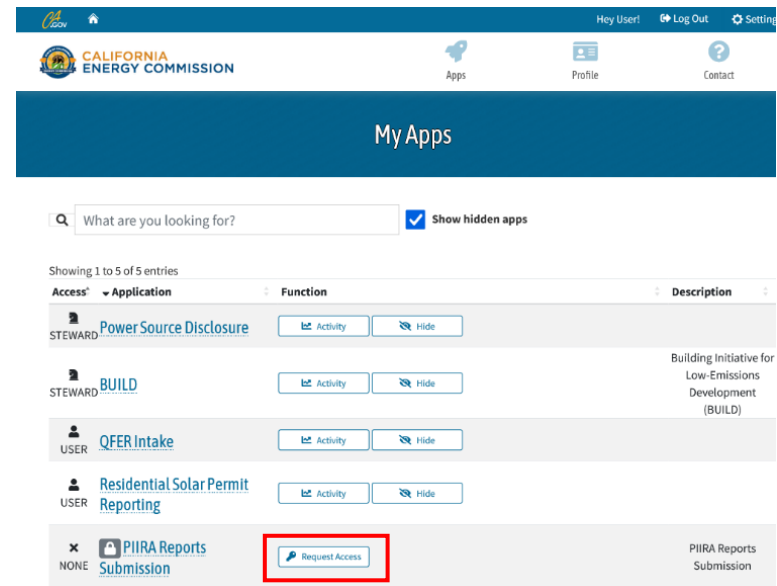 CA.GOV Hey User! Log Out Setting
CALIFORNIA
ENERGY COMMISSION
Apps Profile Contact
My Apps
What are you looking for? Show hidden apps
Showing 1 to 5 of 5 entries
Access Application Function Description
STEWARD Power Source Disclosure Activity Hide
STEWARD BUILD Activity Hide Building Initiative for
Low-Emissions
Development
(BUILD)
USER QFER Intake Activity Hide
USER Residential Solar Permit
Reporting Activity Hide
NONE PIIRA Reports
Submission Request Access PIIRA Reports
Submission